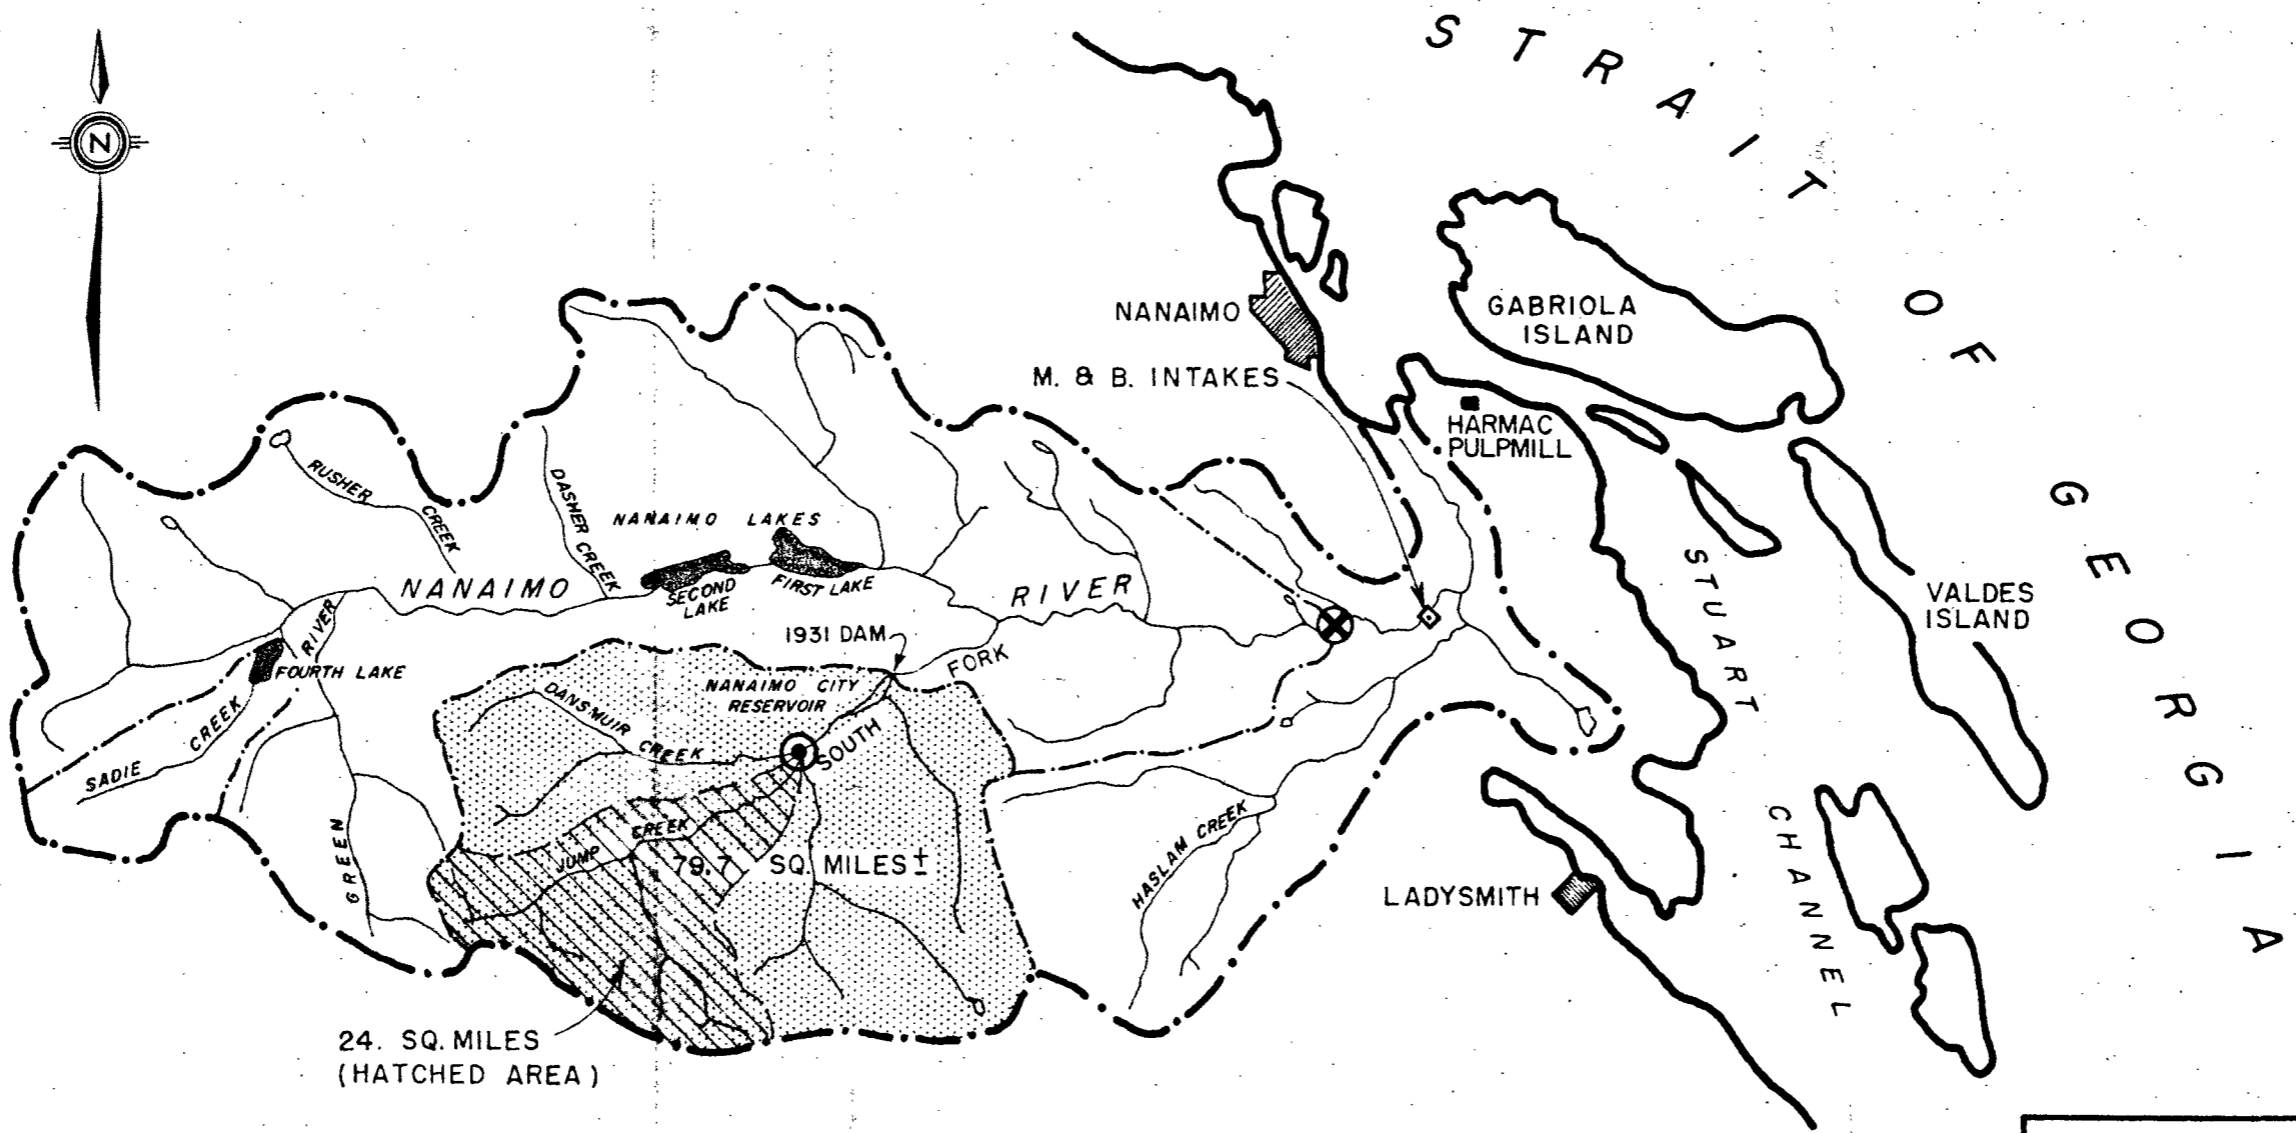 STRAIT OF GEORGIA
N
NANAIMO
GABRIOLA
ISLAND
M. & B. INTAKES
HARMAC
PULPMILL
RUSHER CREEK
DASHER CREEK
NANAIMO LAKES
SECOND
LAKE
FIRST LAKE
NANAIMO RIVER
STUART CHANNEL
VALDES
ISLAND
1931 DAM
SOUTH FORK
GREEN RIVER
FOURTH LAKE
SADIE CREEK
NANAIMO CITY
RESERVOIR
DANSMUIR CREEK
JUMP CREEK
79.7 SQ. MILES±
HASLAM CREEK
LADYSMITH
24. SQ. MILES
(HATCHED AREA)